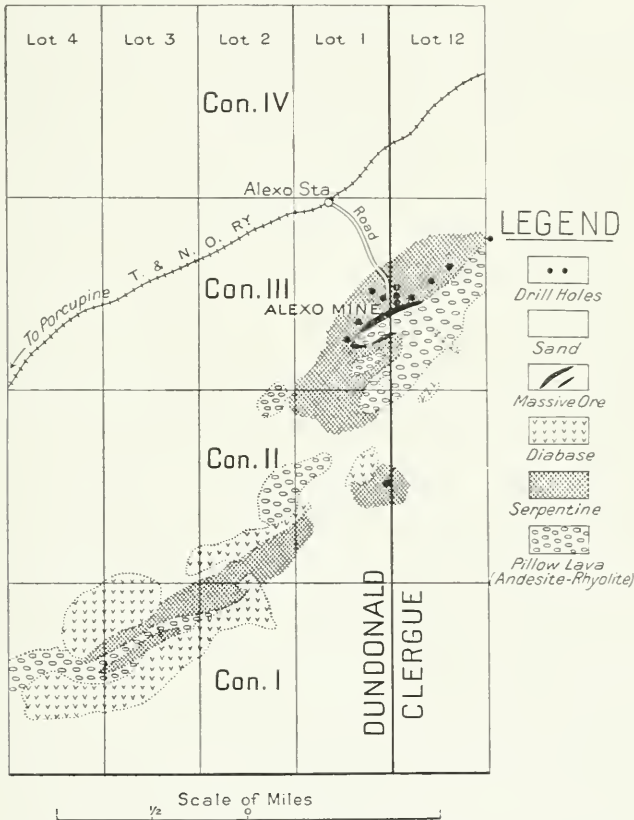 Lot 4 Lot 3 Lot 2 Lot 1 Lot 12
Con. IV
Alexo Sta.
Road
T. & N. O. RY.
To Porcupine
Con. III
ALEXO MINE
Con. II
Con. I
DUNDONALD
CLERGUE
LEGEND
Drill Holes
Sand
Massive Ore
Diabase
Serpentine
Pillow Lava
(Andesite-Rhyolite)
Scale of Miles
1/2 0